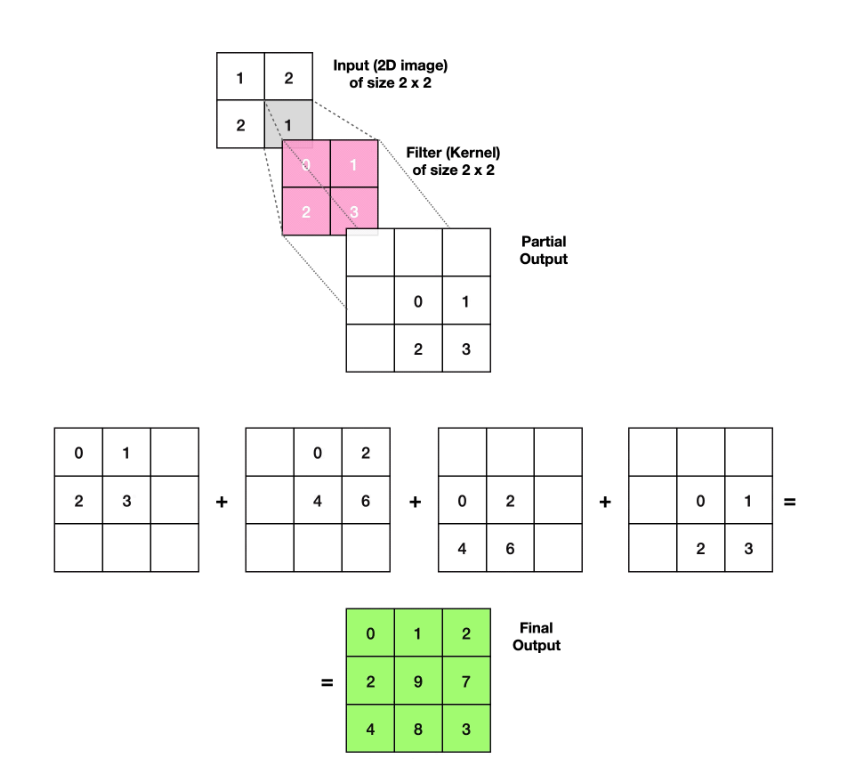 1 2
Input (2D image)
of size 2 x 2
2 1
0 1
Filter (Kernel)
of size 2 x 2
2 3
Partial
Output
0 1
2 3
0 1 0 2
2 3 + 4 6 + 0 2 + 0 1 =
4 6 2 3
0 1 2
Final
Output
= 2 9 7
4 8 3